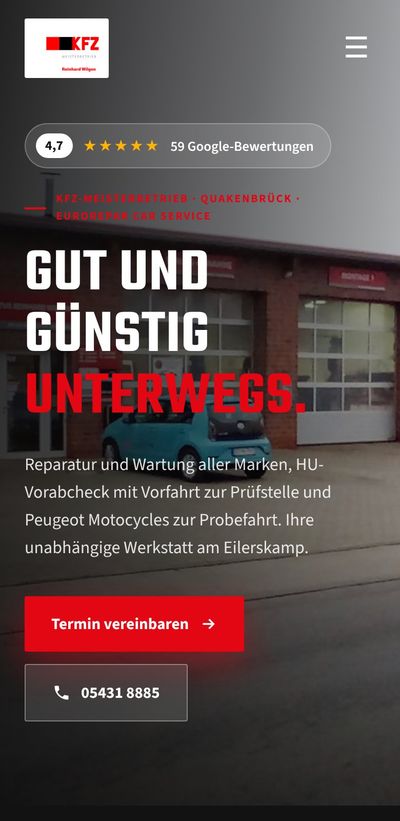 KFZ
MEISTERBETRIEB
Reinhard Wilgen
4,7 ★★★★★ 59 Google-Bewertungen
KFZ-MEISTERBETRIEB · QUAKENBRÜCK ·
EUROREPAR CAR SERVICE
GUT UND
GÜNSTIG
UNTERWEGS.
Reparatur und Wartung aller Marken, HU-
Vorabcheck mit Vorfahrt zur Prüfstelle und
Peugeot Motocycles zur Probefahrt. Ihre
unabhängige Werkstatt am Eilerskamp.
Termin vereinbaren →
05431 8885